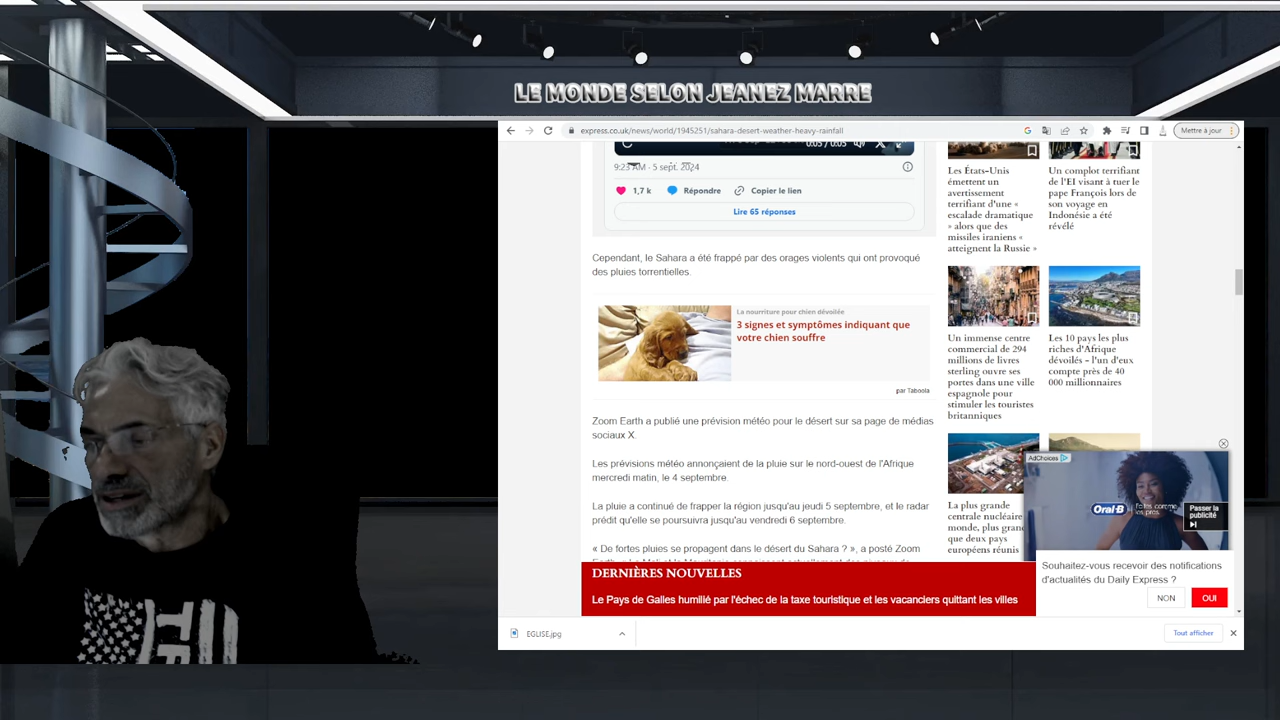 LE MONDE SELON JEANEZ MARRE
express.co.uk/news/world/1945251/sahara-desert-weather-heavy-rainfall
Mettre à jour
0:05 / 0:05
9:23 AM · 5 sept. 2024
1,7 k
Répondre
Copier le lien
Lire 65 réponses
Cependant, le Sahara a été frappé par des orages violents qui ont provoqué
des pluies torrentielles.
La nourriture pour chien dévoilée
3 signes et symptômes indiquant que
votre chien souffre
par Taboola
Zoom Earth a publié une prévision météo pour le désert sur sa page de médias
sociaux X.
Les prévisions météo annonçaient de la pluie sur le nord-ouest de l'Afrique
mercredi matin, le 4 septembre.
La pluie a continué de frapper la région jusqu'au jeudi 5 septembre, et le radar
prédit qu'elle se poursuivra jusqu'au vendredi 6 septembre.
« De fortes pluies se propagent dans le désert du Sahara ? », a posté Zoom
Les États-Unis
émettent un
avertissement
terrifiant d'une «
escalade dramatique
» alors que des
missiles iraniens «
atteignent la Russie »
Un complot terrifiant
de l'EI visant à tuer le
pape François lors de
son voyage en
Indonésie a été
révélé
Un immense centre
commercial de 294
millions de livres
sterling ouvre ses
portes dans une ville
espagnole pour
stimuler les touristes
britanniques
Les 10 pays les plus
riches d'Afrique
dévoilés - l'un d'eux
compte près de 40
000 millionnaires
La plus grande
centrale nucléaire
monde, plus
que deux pays
européens réunis
AdChoices
Oral-B
Passer la
publicité
Souhaitez-vous recevoir des notifications
d'actualités du Daily Express ?
NON
OUI
DERNIÈRES NOUVELLES
Le Pays de Galles humilié par l'échec de la taxe touristique et les vacanciers quittant les villes
EGLISE.jpg
Tout afficher